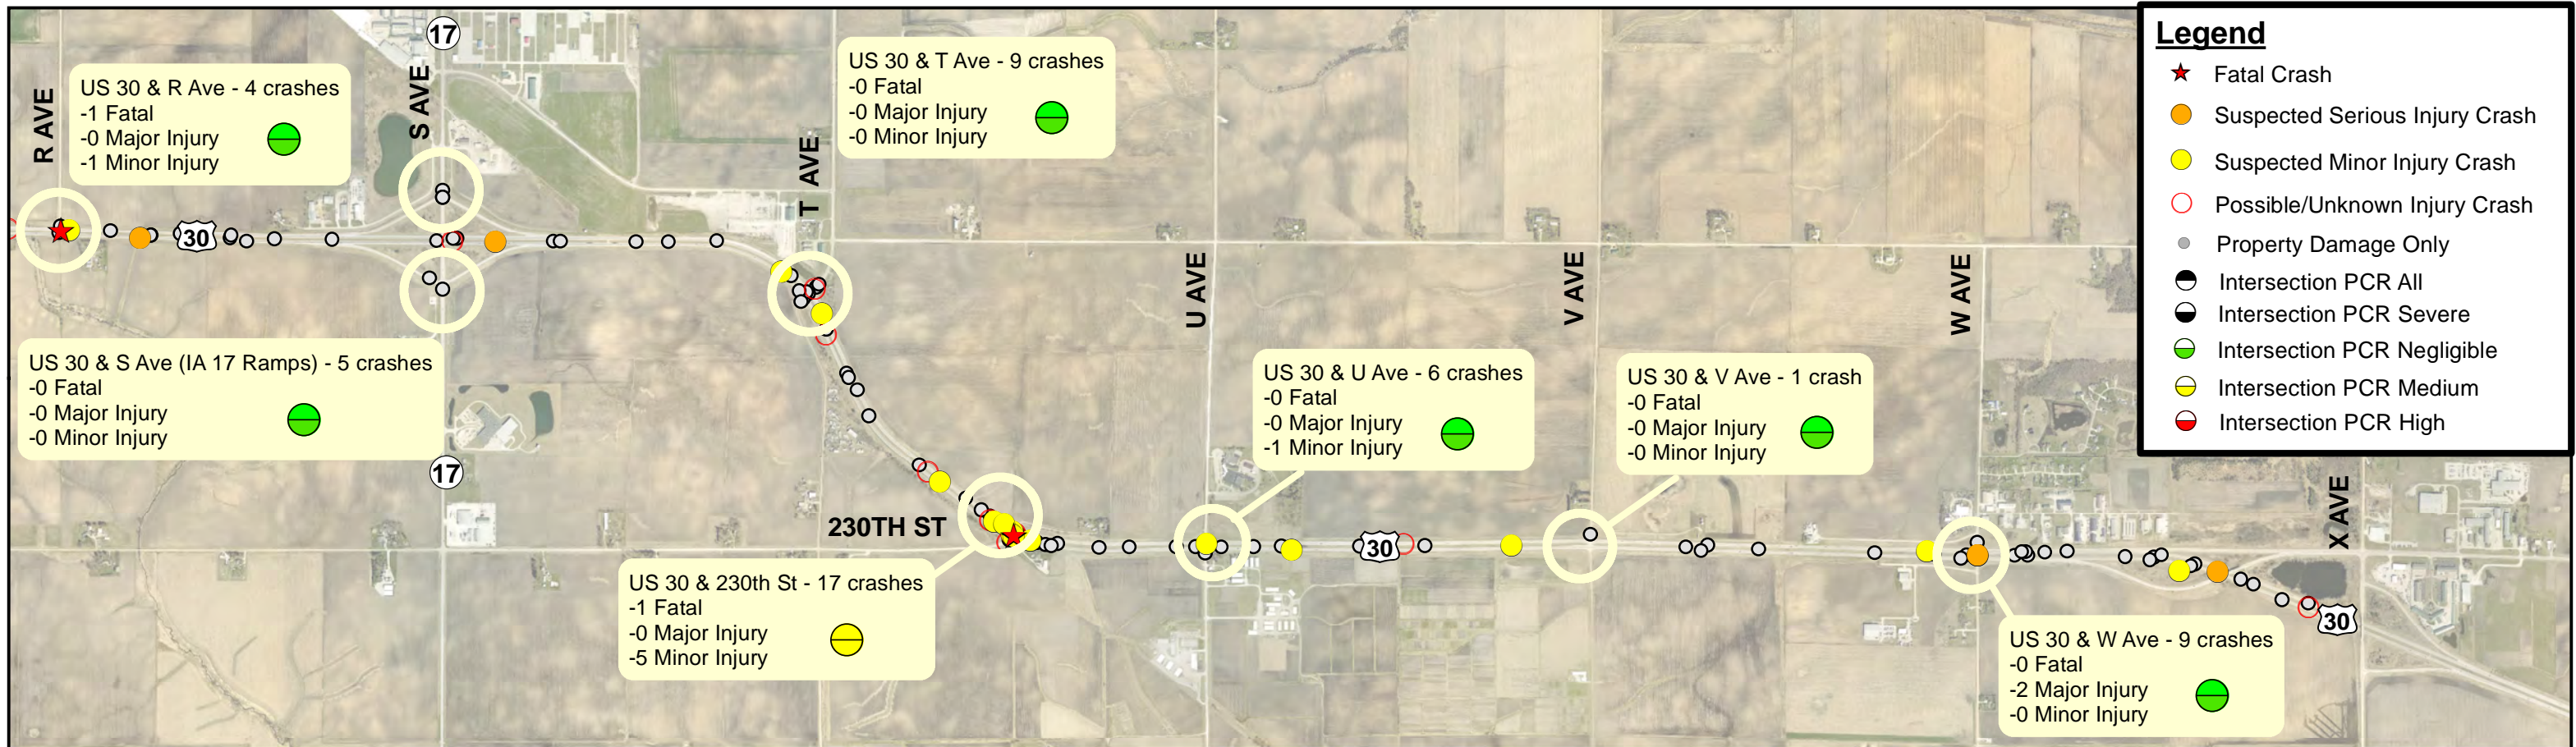 17
R AVE
US 30 & R Ave - 4 crashes
-1 Fatal
-0 Major Injury
-1 Minor Injury
S AVE
T AVE
US 30 & T Ave - 9 crashes
-0 Fatal
-0 Major Injury
-0 Minor Injury
30
US 30 & S Ave (IA 17 Ramps) - 5 crashes
-0 Fatal
-0 Major Injury
-0 Minor Injury
17
230TH ST
US 30 & 230th St - 17 crashes
-1 Fatal
-0 Major Injury
-5 Minor Injury
U AVE
US 30 & U Ave - 6 crashes
-0 Fatal
-0 Major Injury
-1 Minor Injury
30
V AVE
US 30 & V Ave - 1 crash
-0 Fatal
-0 Major Injury
-0 Minor Injury
W AVE
US 30 & W Ave - 9 crashes
-0 Fatal
-2 Major Injury
-0 Minor Injury
X AVE
30
Legend
Fatal Crash
Suspected Serious Injury Crash
Suspected Minor Injury Crash
Possible/Unknown Injury Crash
Property Damage Only
Intersection PCR All
Intersection PCR Severe
Intersection PCR Negligible
Intersection PCR Medium
Intersection PCR High